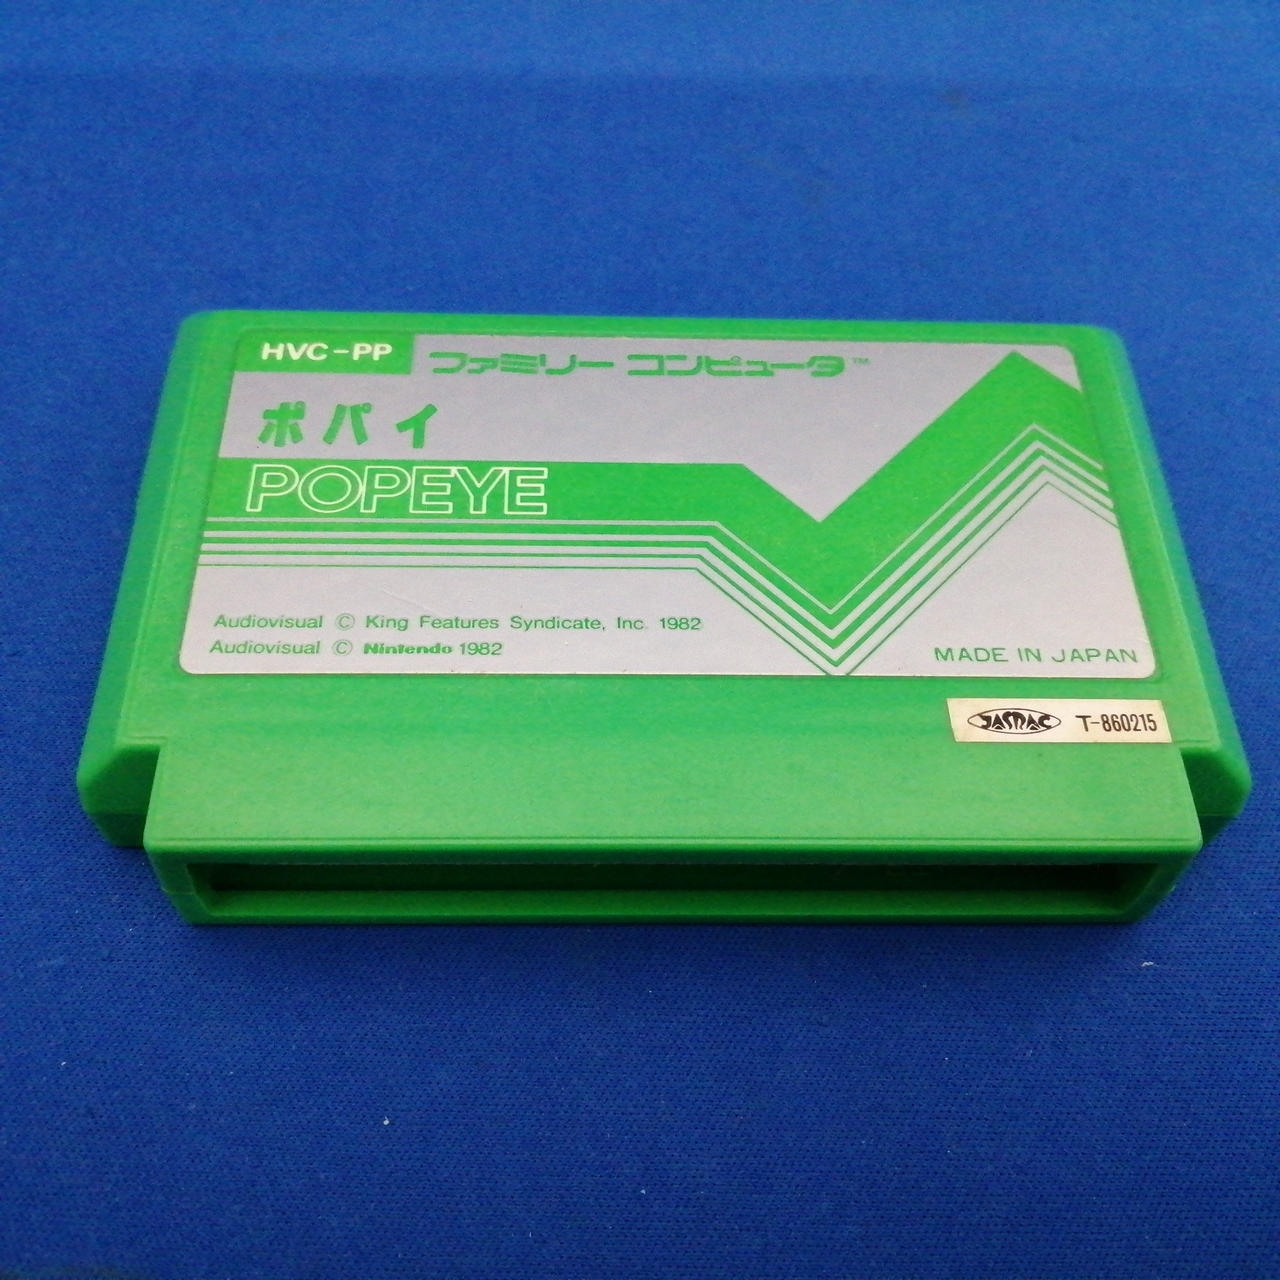 HVC-PP
ファミリー コンピュータ™
ポパイ
POPEYE
Audiovisual © King Features Syndicate, Inc. 1982
Audiovisual © Nintendo 1982
MADE IN JAPAN
JASRAC T-860215